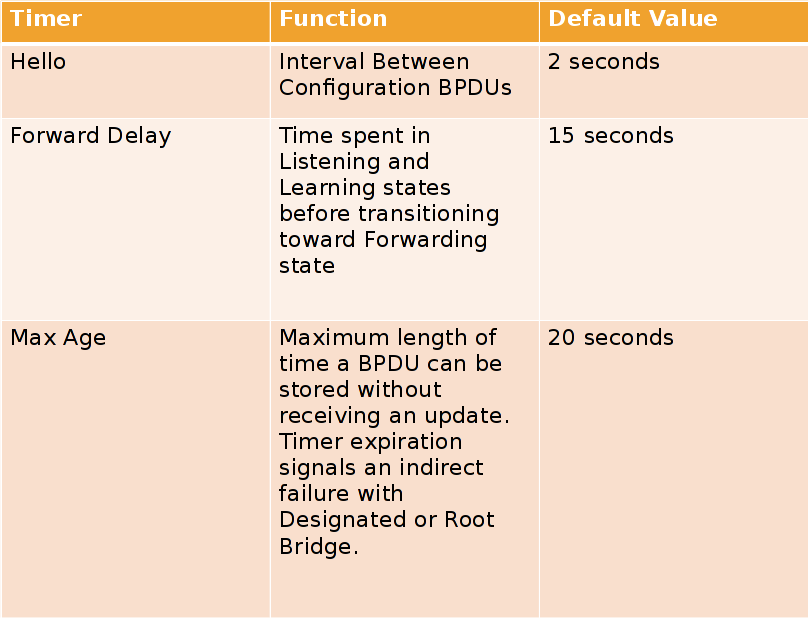 Timer
Function
Default Value
Hello
Interval Between
Configuration BPDUs
2 seconds
Forward Delay
Time spent in
Listening and
Learning states
before transitioning
toward Forwarding
state
15 seconds
Max Age
Maximum length of
time a BPDU can be
stored without
receiving an update.
Timer expiration
signals an indirect
failure with
Designated or Root
Bridge.
20 seconds